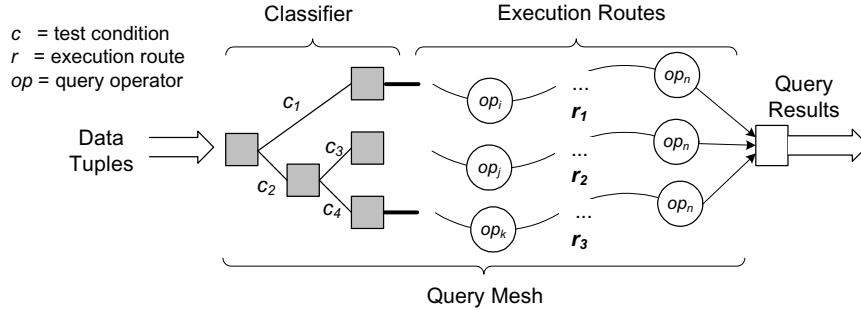 Classifier
Execution Routes
c = test condition
r = execution route
op = query operator
Data
Tuples
c1
c2
c3
c4
opi
...
r1
opn
opj
...
r2
opn
opk
...
r3
opn
Query
Results
Query Mesh